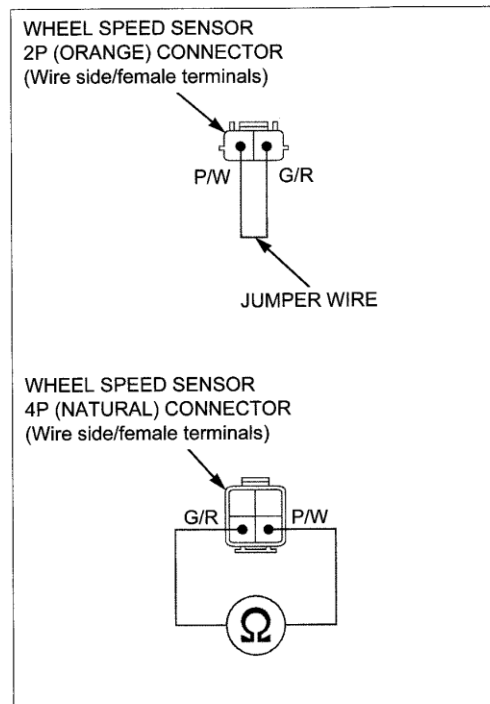 WHEEL SPEED SENSOR
2P (ORANGE) CONNECTOR
(Wire side/female terminals)
P/W G/R
JUMPER WIRE
WHEEL SPEED SENSOR
4P (NATURAL) CONNECTOR
(Wire side/female terminals)
G/R P/W
Ω